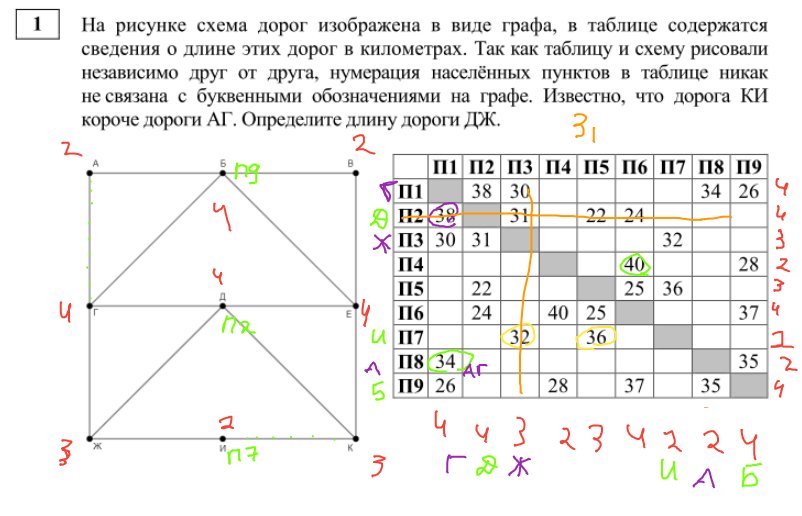 1
На рисунке схема дорог изображена в виде графа, в таблице содержатся
сведения о длине этих дорог в километрах. Так как таблицу и схему рисовали
независимо друг от друга, нумерация населённых пунктов в таблице никак
не связана с буквенными обозначениями на графе. Известно, что дорога КИ
короче дороги АГ. Определите длину дороги ДЖ.
31
2 А Б П9 В 2
4
4 Г 4 Д П2 Е 4
3 Ж 2 И П7 К 3
П1 П2 П3 П4 П5 П6 П7 П8 П9
Г П1 38 30 34 26 4
Д П2 38 31 22 24 4
Ж П3 30 31 32 3
П4 40 28 2
П5 22 25 36 3
П6 24 40 25 37 4
И П7 32 36 2
А П8 34 АГ 35 2
Б П9 26 28 37 35 4
4 4 3 2 3 4 2 2 4
Г Д Ж И А Б